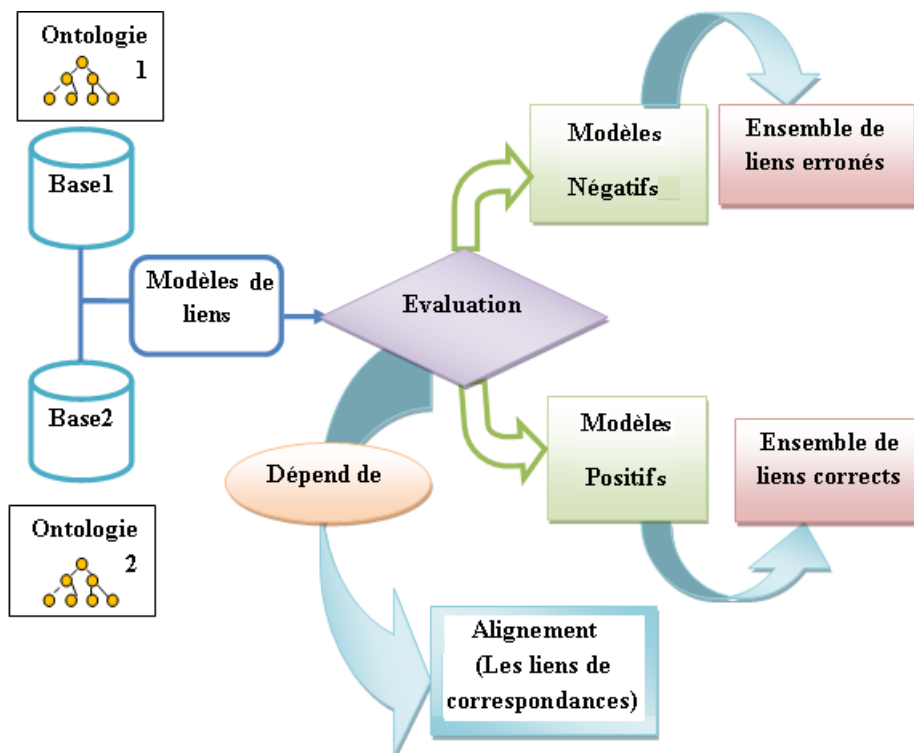 Ontologie
1
Base1
Modèles de
liens
Base2
Ontologie
2
Evaluation
Dépend de
Alignement
(Les liens de
correspondances)
Modèles
Négatifs
Ensemble de
liens erronés
Modèles
Positifs
Ensemble de
liens corrects